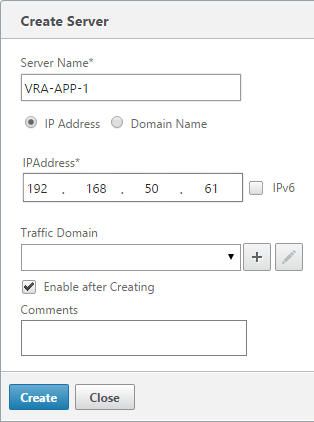 Create Server
Server Name*
VRA-APP-1
IP Address Domain Name
IPAddress*
192 . 168 . 50 . 61 IPv6
Traffic Domain
+
Enable after Creating
Comments
Create Close